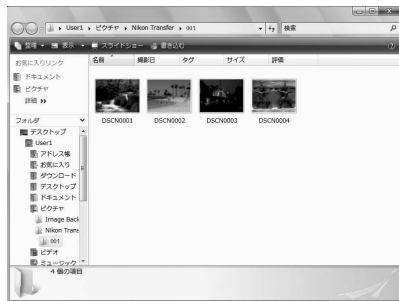 User1 ▸ ピクチャ ▸ Nikon Transfer ▸ 001
検索
整理 表示 スライドショー 書き込む
お気に入りリンク
ドキュメント
ピクチャ
詳細 »
フォルダ
デスクトップ
User1
アドレス帳
お気に入り
ダウンロード
デスクトップ
ドキュメント
ピクチャ
Image Back
Nikon Trans
001
ビデオ
ミュージック
名前 撮影日 タグ サイズ 評価
DSCN0001 DSCN0002 DSCN0003 DSCN0004
4 個の項目